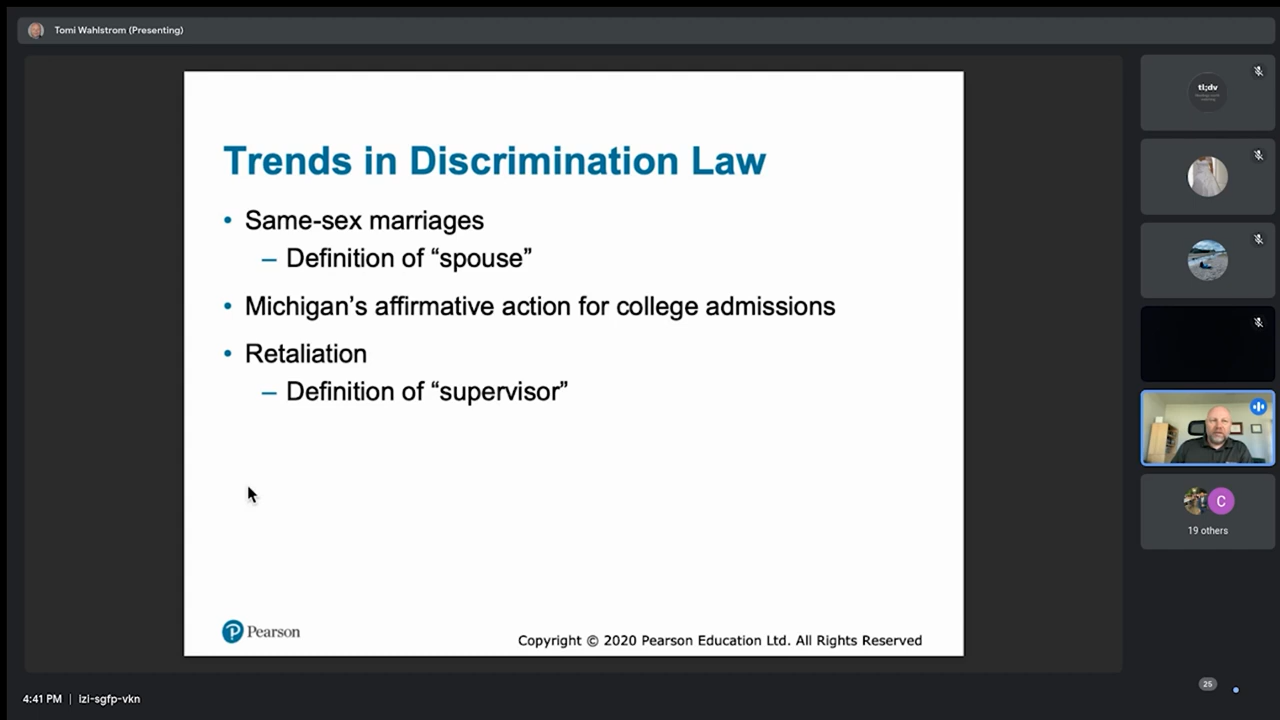 Tomi Wahlstrom (Presenting)
tl;dv
Trends in Discrimination Law
• Same-sex marriages
– Definition of “spouse”
• Michigan’s affirmative action for college admissions
• Retaliation
– Definition of “supervisor”
C
19 others
P Pearson
Copyright © 2020 Pearson Education Ltd. All Rights Reserved
4:41 PM | lzi-sgfp-vkn
25